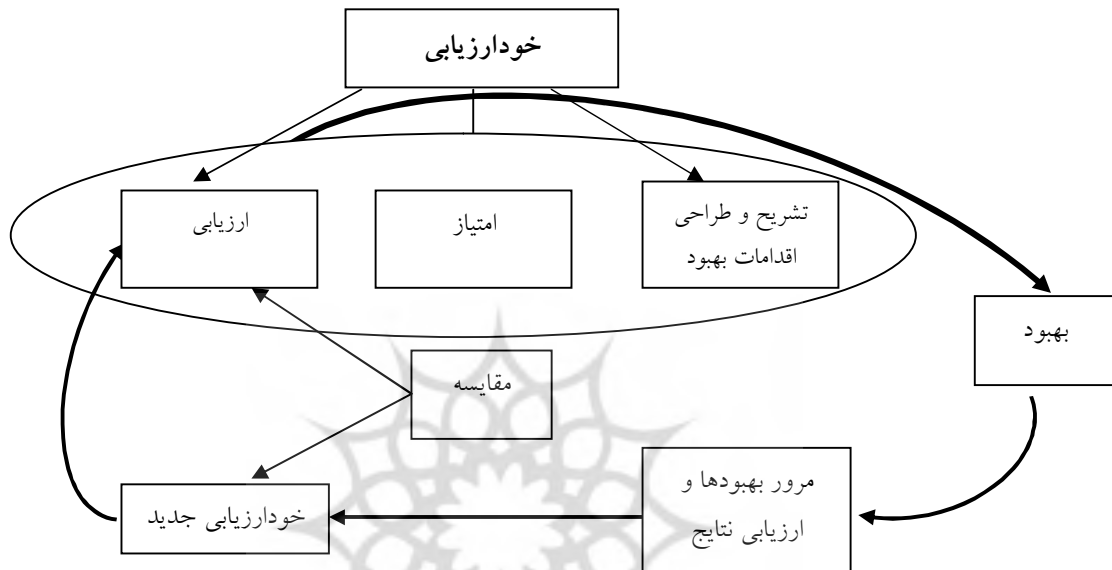 خودارزیابی
تشریح و طراحی
اقدامات بهبود
امتیاز
ارزیابی
بهبود
مقایسه
مرور بهبودها و
ارزیابی نتایج
خودارزیابی جدید